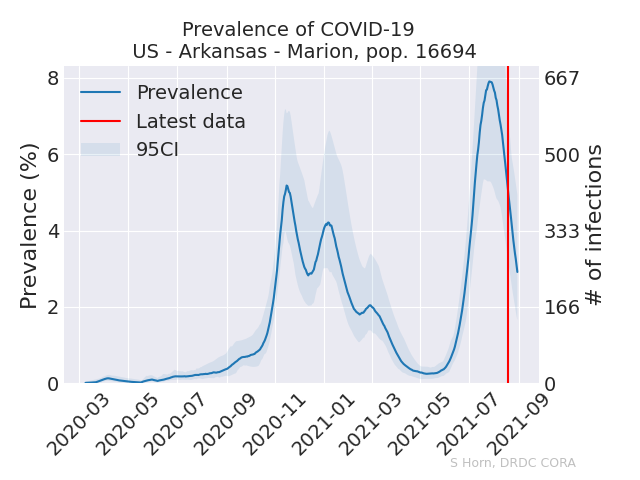 Prevalence of COVID-19
US - Arkansas - Marion, pop. 16694
Prevalence
Latest data
95CI
Prevalence (%)
8
6
4
2
0
# of infections
667
500
333
166
0
2020-03
2020-05
2020-07
2020-09
2020-11
2021-01
2021-03
2021-05
2021-07
2021-09
S Horn, DRDC CORA